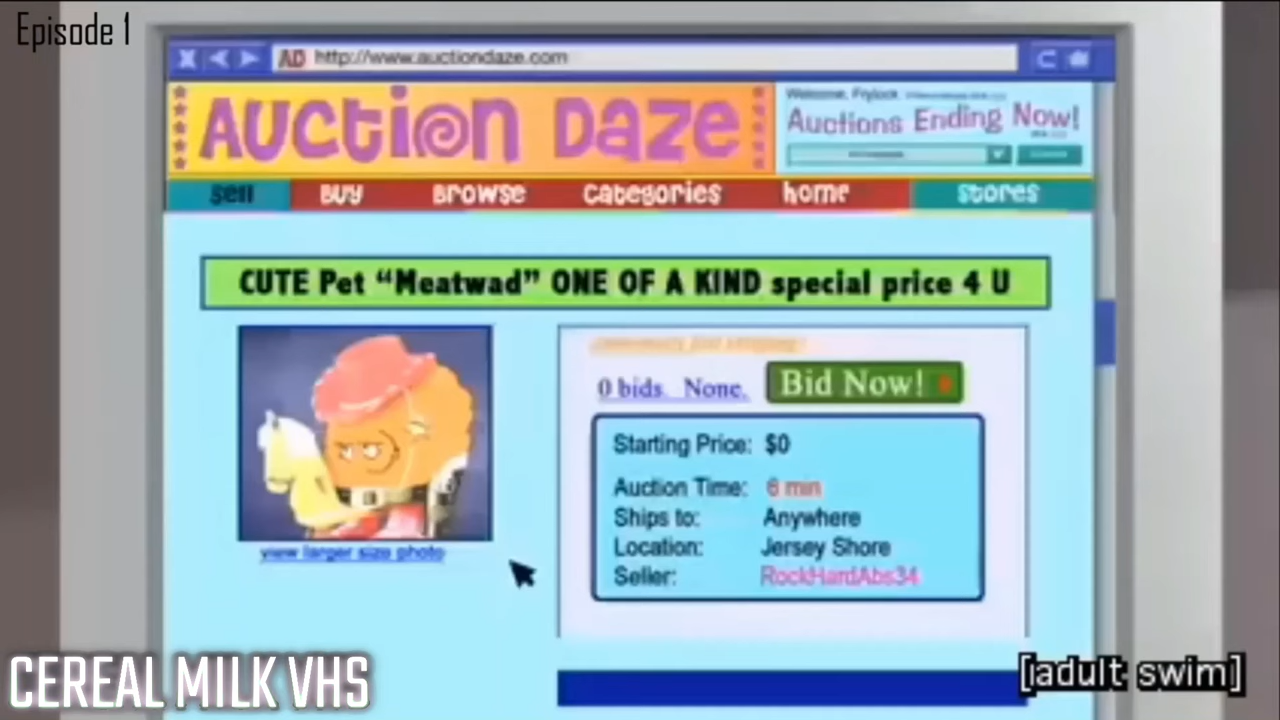 Episode 1
AD http://www.auctiondaze.com
AUCtion DAZE
Welcome, Frylock.
Auctions Ending Now!
Sell BUY BROWSE Categories home Stores
CUTE Pet “Meatwad” ONE OF A KIND special price 4 U
0 bids. None. Bid Now!
Starting Price: $0
Auction Time: 6 min
Ships to: Anywhere
Location: Jersey Shore
Seller: RockHardAbs34
view larger size photo
CEREAL MILK VHS
[adult swim]